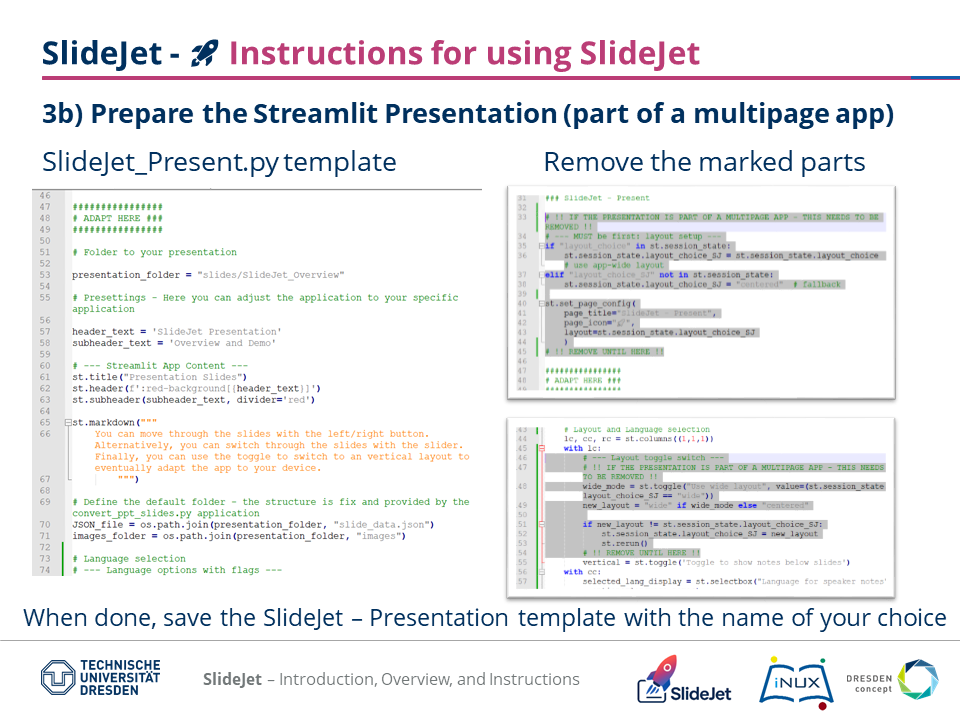 SlideJet - Instructions for using SlideJet
3b) Prepare the Streamlit Presentation (part of a multipage app)
SlideJet_Present.py template
Remove the marked parts
46
47 ################
48 # ADAPT HERE ###
49 ################
50
51 # Folder to your presentation
52
53 presentation_folder = "slides/SlideJet_Overview"
54
55 # Presettings - Here you can adjust the application to your specific
application
56
57 header_text = 'SlideJet Presentation'
58 subheader_text = 'Overview and Demo'
59
60 # --- Streamlit App Content ---
61 st.title("Presentation Slides")
62 st.header(f':red-background[{header_text}]')
63 st.subheader(subheader_text, divider='red')
64
65 st.markdown("""
66 You can move through the slides with the left/right button.
Alternatively, you can switch through the slides with the slider.
Finally, you can use the toggle to switch to an vertical layout to
eventually adapt the app to your device.
67 """)
68
69 # Define the default folder - the structure is fix and provided by the
convert_ppt_slides.py application
70 JSON_file = os.path.join(presentation_folder, "slide_data.json")
71 images_folder = os.path.join(presentation_folder, "images")
72
73 # Language selection
74 # --- Language options with flags ---
31 ### SlideJet - Present
32
33 # !! IF THE PRESENTATION IS PART OF A MULTIPAGE APP - THIS NEEDS TO BE
REMOVED !!
34 # --- MUST be first: layout setup ---
35 if "layout_choice" in st.session_state:
36 st.session_state.layout_choice_SJ = st.session_state.layout_choice
# use app-wide layout
37 elif "layout_choice_SJ" not in st.session_state:
38 st.session_state.layout_choice_SJ = "centered" # fallback
39
40 st.set_page_config(
41 page_title="SlideJet - Present",
42 page_icon="🚀",
43 layout=st.session_state.layout_choice_SJ
44 )
45 # !! REMOVE UNTIL HERE !!
46
47 ################
48 # ADAPT HERE ###
49 ################
43 # Layout and Language selection
44 lc, cc, rc = st.columns((1,1,1))
45 with lc:
46 # --- Layout toggle switch ---
47 # !! IF THE PRESENTATION IS PART OF A MULTIPAGE APP - THIS NEEDS
TO BE REMOVED !!
48 wide_mode = st.toggle("Use wide layout", value=(st.session_state
layout_choice_SJ == "wide"))
49 new_layout = "wide" if wide_mode else "centered"
50
51 if new_layout != st.session_state.layout_choice_SJ:
52 st.session_state.layout_choice_SJ = new_layout
53 st.rerun()
54 # !! REMOVE UNTIL HERE !!
55 vertical = st.toggle('Toggle to show notes below slides')
56 with cc:
57 selected_lang_display = st.selectbox("Language for speaker notes"
When done, save the SlideJet – Presentation template with the name of your choice
TECHNISCHE
UNIVERSITÄT
DRESDEN
SlideJet – Introduction, Overview, and Instructions
SlideJet
iNUX
DRESDEN
concept